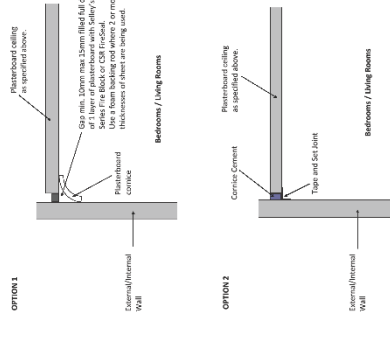 OPTION 1
Plasterboard ceiling
as specified above.
Gap min. 10mm max 15mm filled full
of 1 layer of plasterboard with Selley's
Series Fire Block or CSR FireSeal.
Use a foam backing rod where 2 or
thicknesses of sheet are being used.
Plasterboard
cornice
Bedrooms / Living Rooms
External/Internal
Wall
OPTION 2
Plasterboard ceiling
as specified above.
Cornice Cement
Tape and Set Joint
Bedrooms / Living Rooms
External/Internal
Wall